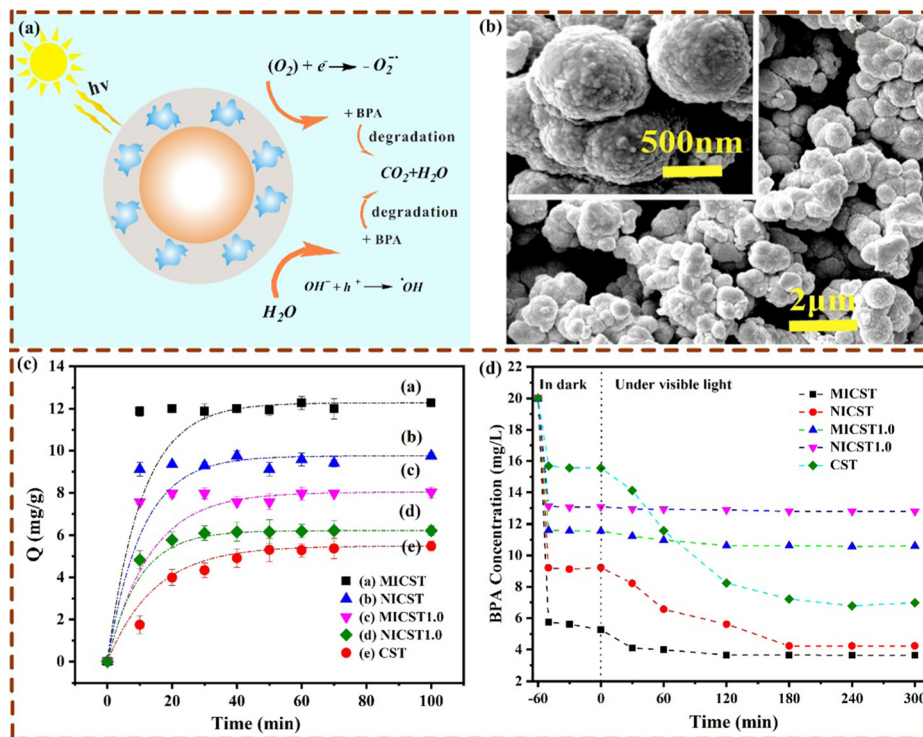 (a)
hν
(O₂) + e⁻ → – O₂⁻·
+ BPA
degradation
CO₂+H₂O
degradation
+ BPA
OH⁻ + h⁺ → ·OH
H₂O
(b)
500nm
2μm
(c)
14
12
10
8
6
4
2
0
Q (mg/g)
(a)
(b)
(c)
(d)
(e)
(a) MICST
(b) NICST
(c) MICST1.0
(d) NICST1.0
(e) CST
0 20 40 60 80 100
Time (min)
(d)
20
18
16
14
12
10
8
6
4
2
BPA Concentration (mg/L)
In dark
Under visible light
MICST
NICST
MICST1.0
NICST1.0
CST
-60 0 60 120 180 240 300
Time (min)